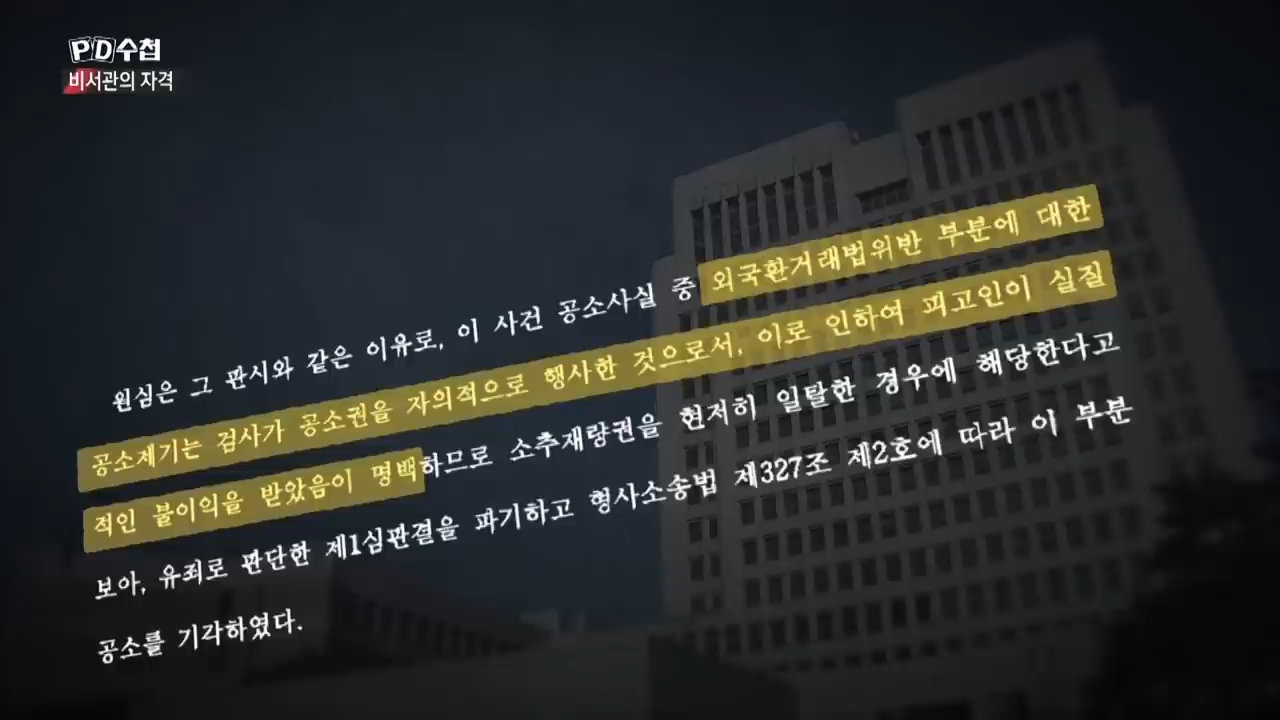 PD수첩
비서관의 자격
원심은 그 판시와 같은 이유로, 이 사건 공소사실 중 외국환거래법위반 부분에 대한
공소제기는 검사가 공소권을 자의적으로 행사한 것으로서, 이로 인하여 피고인이 실질
적인 불이익을 받았음이 명백하므로 소추재량권을 현저히 일탈한 경우에 해당한다고
보아, 유죄로 판단한 제1심판결을 파기하고 형사소송법 제327조 제2호에 따라 이 부분
공소를 기각하였다.